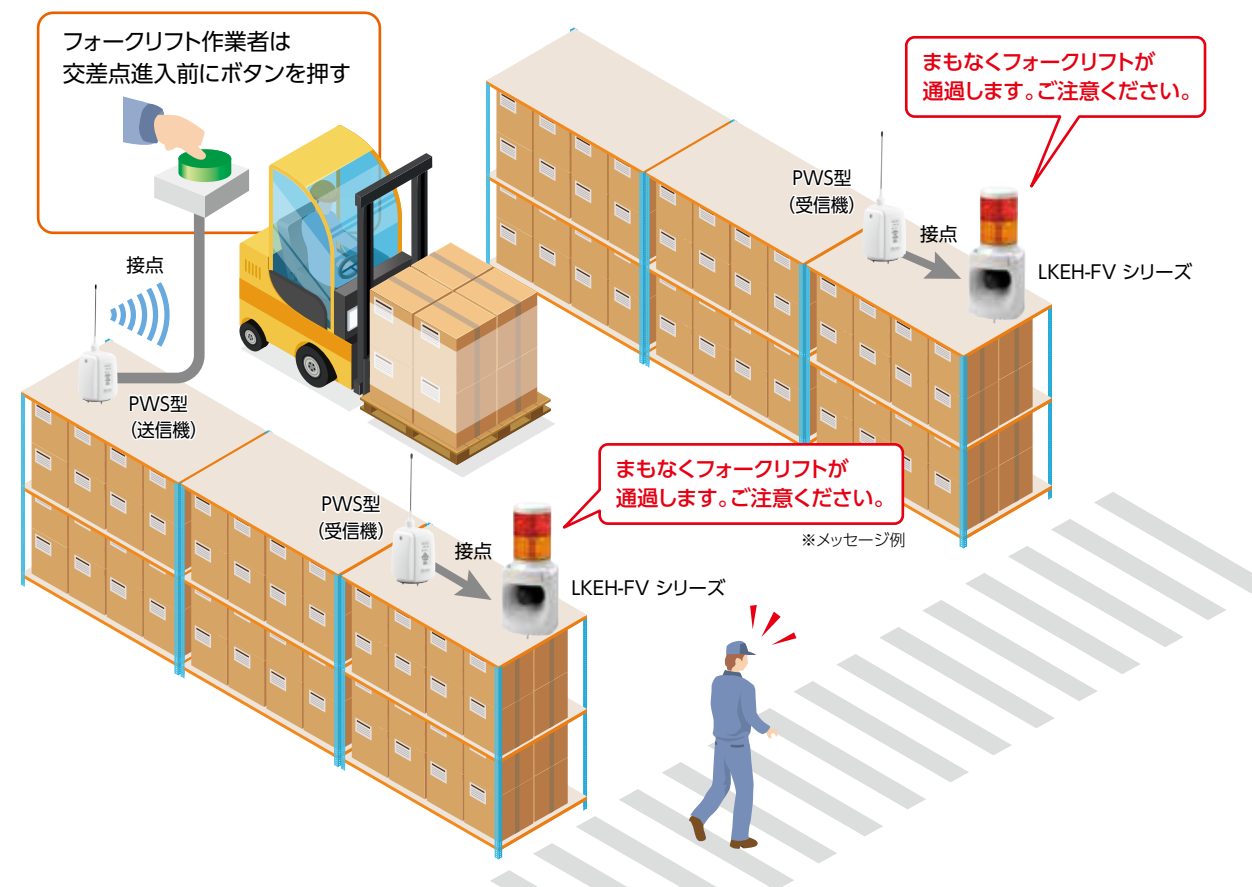 フォークリフト作業者は
交差点進入前にボタンを押す
まもなくフォークリフトが
通過します。ご注意ください。
PWS型
（受信機）
接点
LKEH-FV シリーズ
接点
PWS型
（送信機）
まもなくフォークリフトが
通過します。ご注意ください。
※メッセージ例
PWS型
（受信機）
接点
LKEH-FV シリーズ